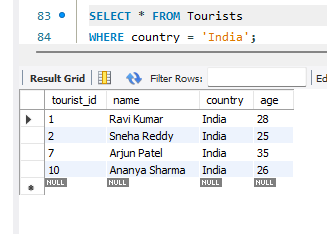 83 SELECT * FROM Tourists
84 WHERE country = 'India';
Result Grid Filter Rows: Ed
tourist_id name country age
1 Ravi Kumar India 28
2 Sneha Reddy India 25
7 Arjun Patel India 35
10 Ananya Sharma India 26
NULL NULL NULL NULL